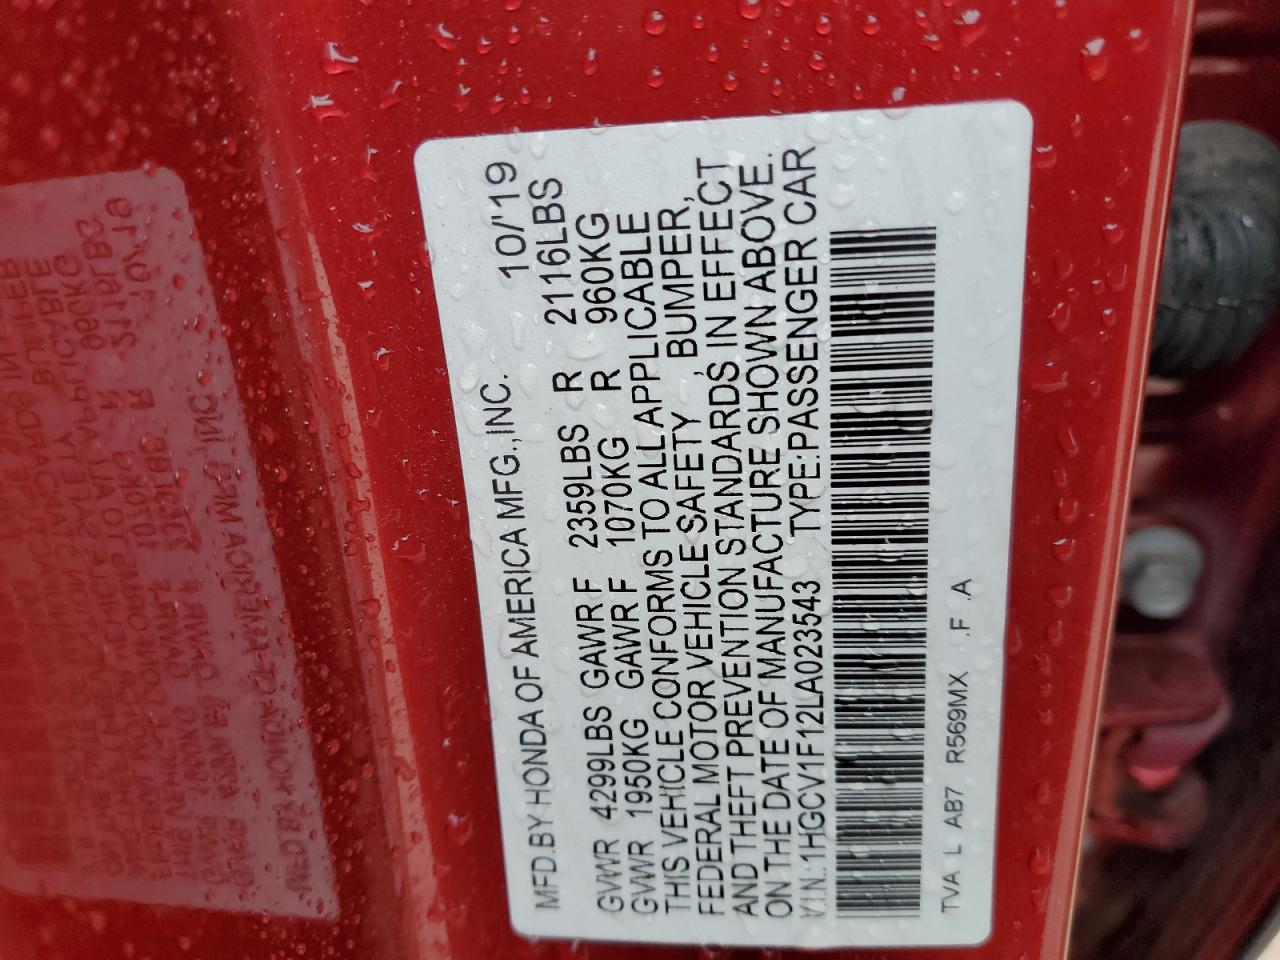 MFD.BY HONDA OF AMERICA MFG.,INC. 10/'19
GVWR 4299LBS GAWR F 2359LBS R 2116LBS
GVWR 1950KG GAWR F 1070KG R 960KG
THIS VEHICLE CONFORMS TO ALL APPLICABLE
FEDERAL MOTOR VEHICLE SAFETY , BUMPER,
AND THEFT PREVENTION STANDARDS IN EFFECT
ON THE DATE OF MANUFACTURE SHOWN ABOVE.
V.I.N.:1HGCV1F12LA023543 TYPE:PASSENGER CAR
TVA L AB7 R569MX .F .A